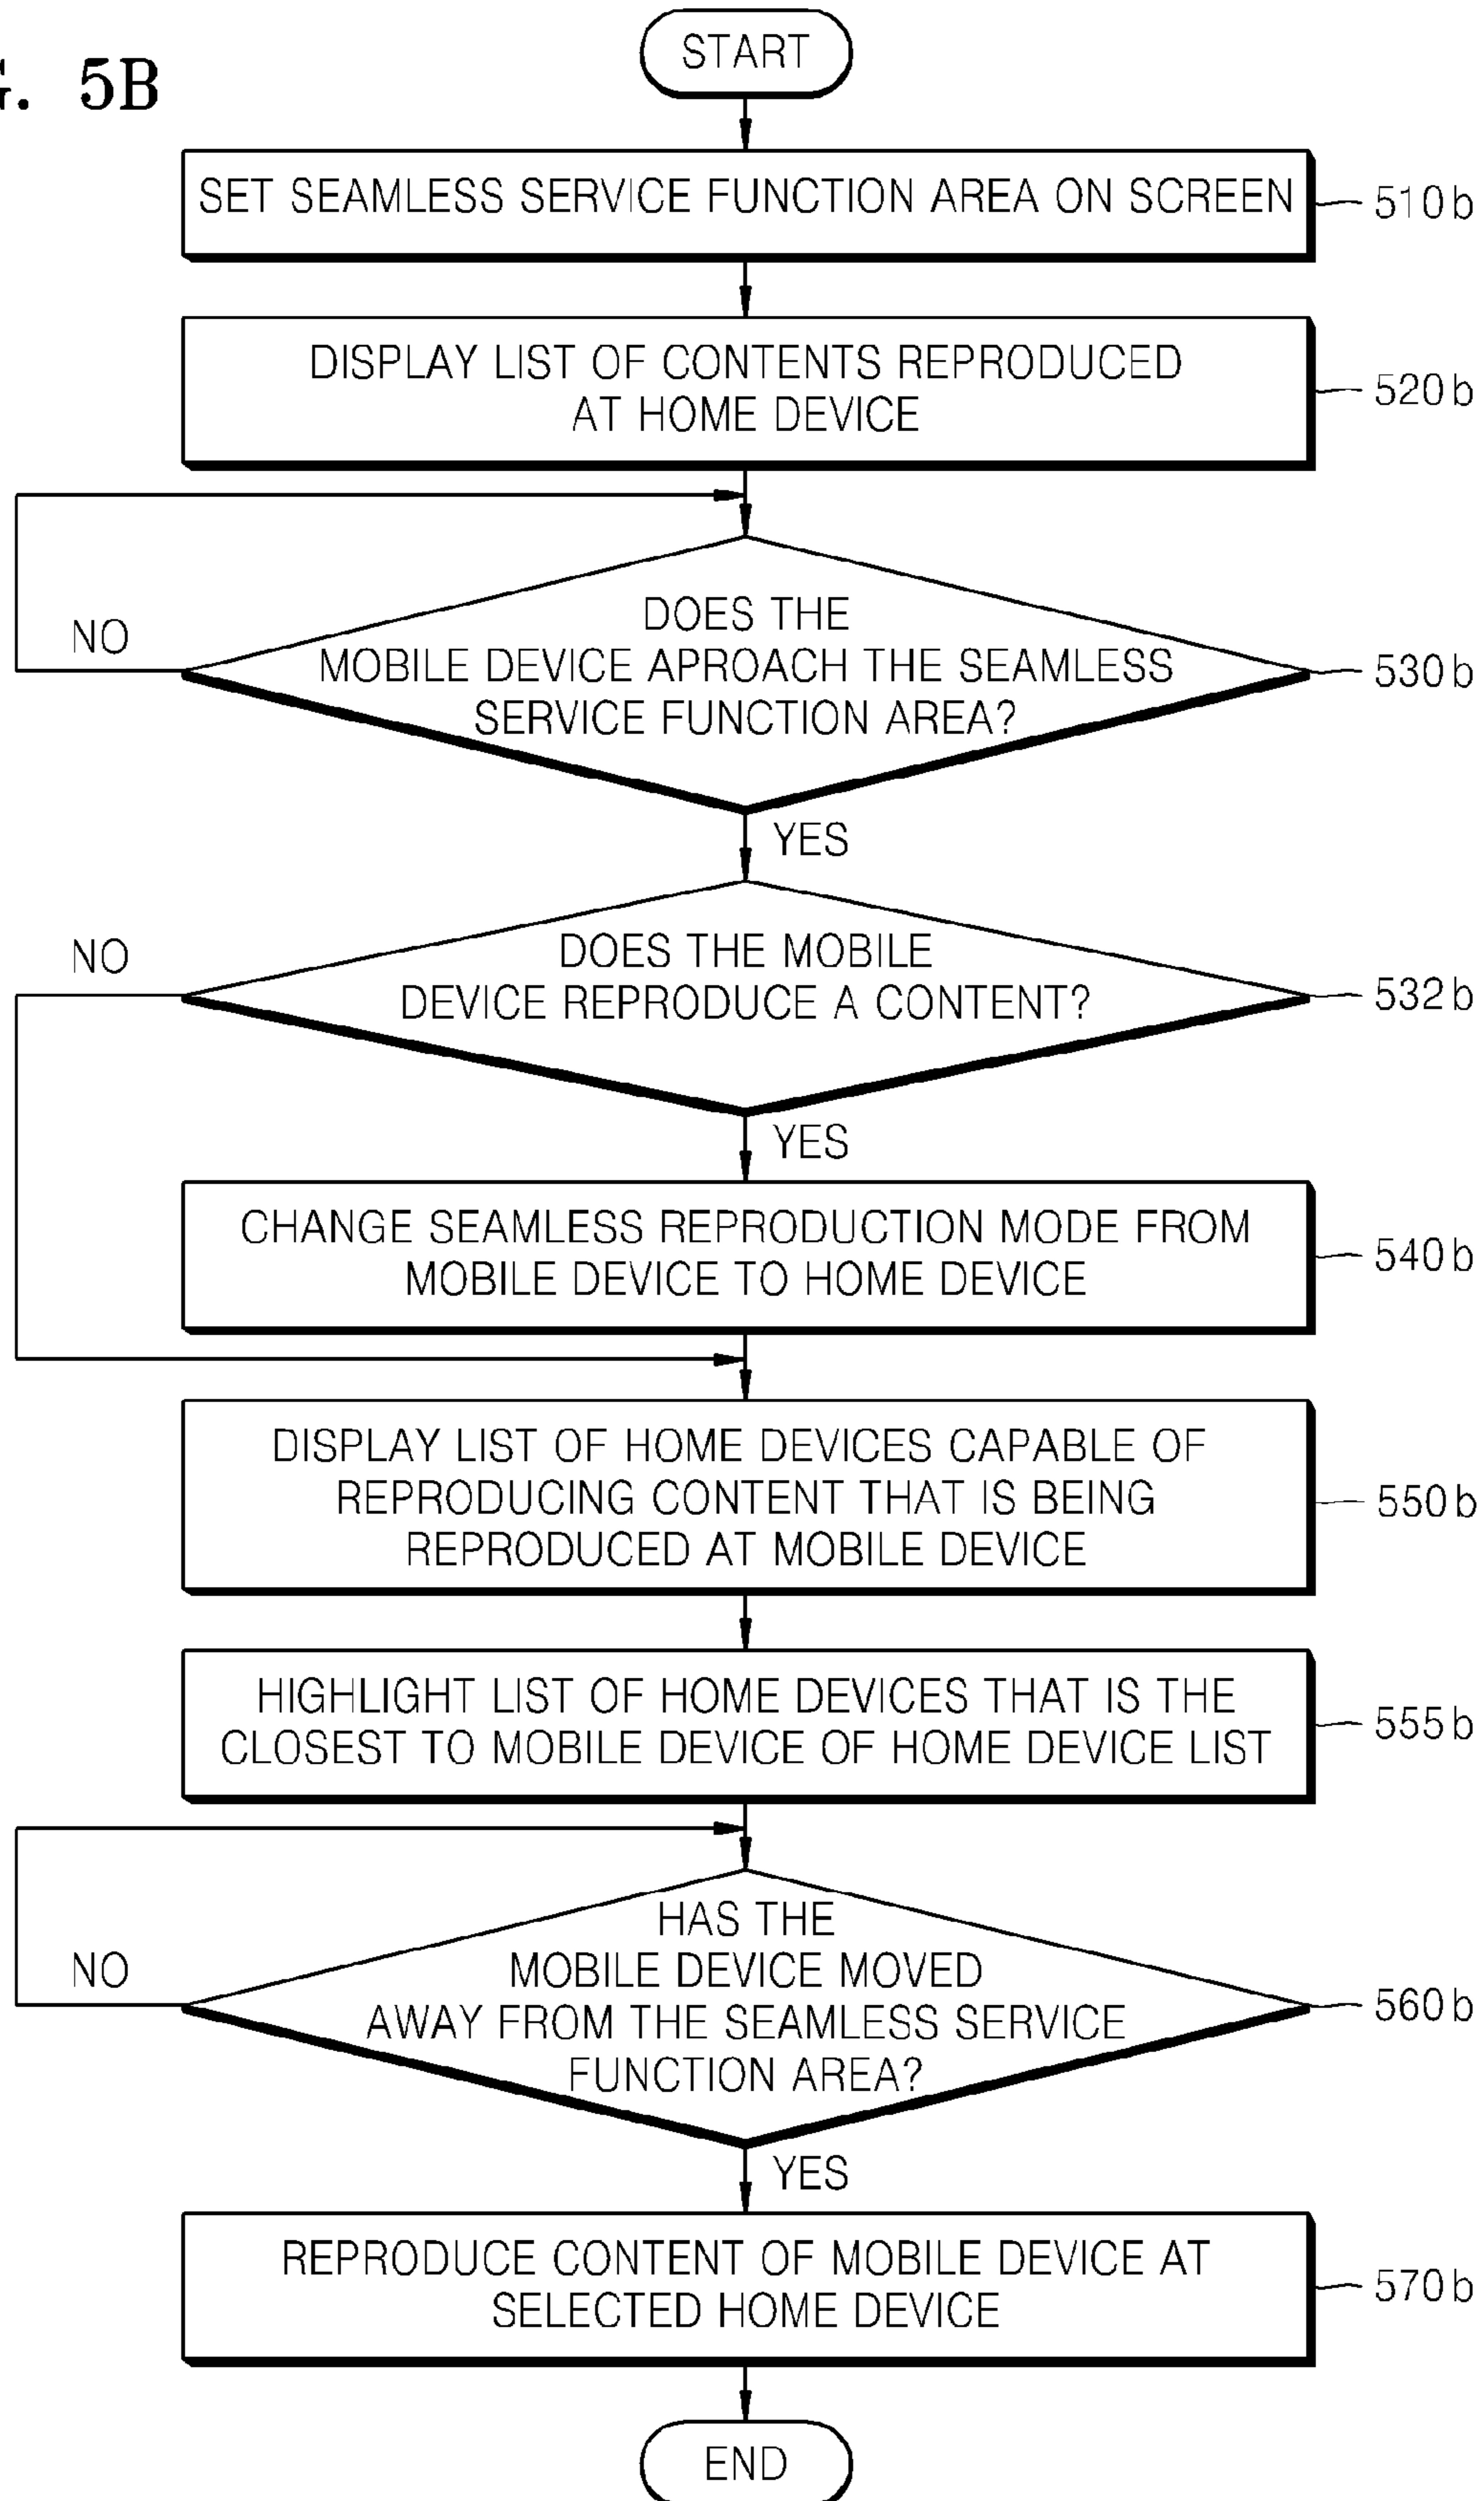 5B
START
SET SEAMLESS SERVICE FUNCTION AREA ON SCREEN
510b
DISPLAY LIST OF CONTENTS REPRODUCED
AT HOME DEVICE
520b
DOES THE
MOBILE DEVICE APROACH THE SEAMLESS
SERVICE FUNCTION AREA?
530b
NO
YES
DOES THE MOBILE
DEVICE REPRODUCE A CONTENT?
532b
NO
YES
CHANGE SEAMLESS REPRODUCTION MODE FROM
MOBILE DEVICE TO HOME DEVICE
540b
DISPLAY LIST OF HOME DEVICES CAPABLE OF
REPRODUCING CONTENT THAT IS BEING
REPRODUCED AT MOBILE DEVICE
550b
HIGHLIGHT LIST OF HOME DEVICES THAT IS THE
CLOSEST TO MOBILE DEVICE OF HOME DEVICE LIST
555b
HAS THE
MOBILE DEVICE MOVED
AWAY FROM THE SEAMLESS SERVICE
FUNCTION AREA?
560b
NO
YES
REPRODUCE CONTENT OF MOBILE DEVICE AT
SELECTED HOME DEVICE
570b
END